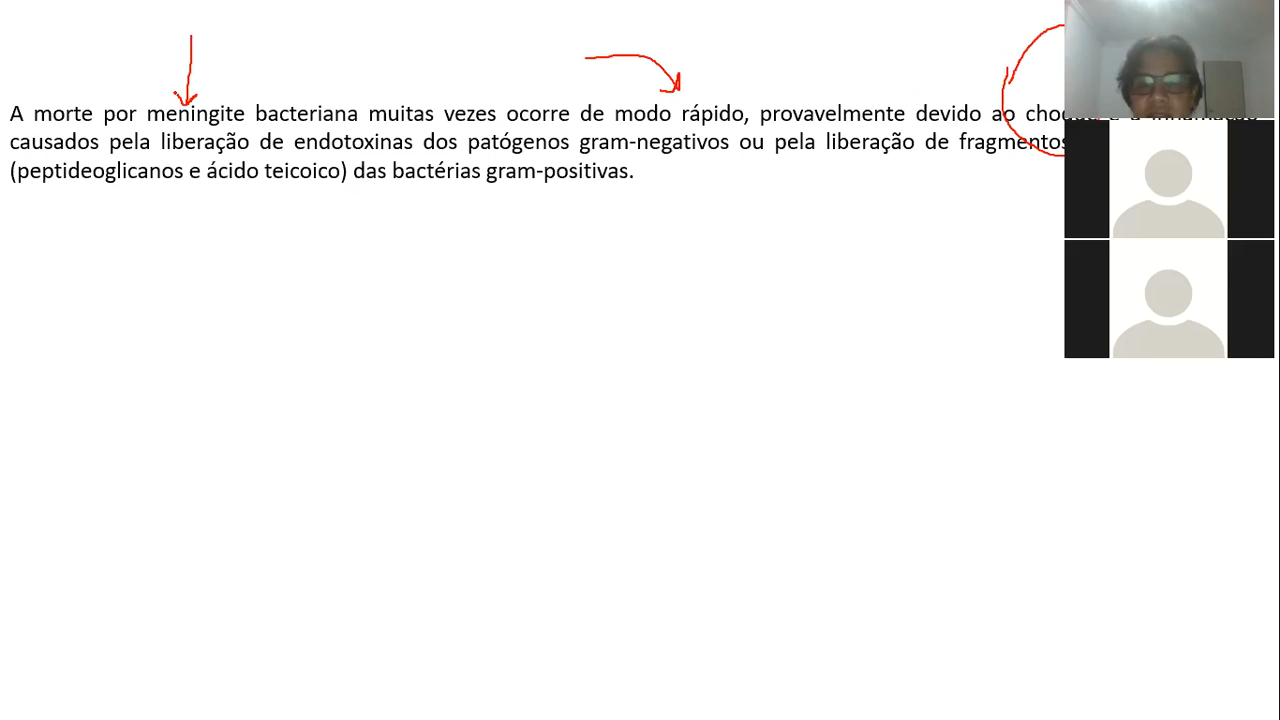 A morte por meningite bacteriana muitas vezes ocorre de modo rápido, provavelmente devido ao
causados pela liberação de endotoxinas dos patógenos gram-negativos ou pela liberação de fragmentos
(peptideoglicanos e ácido teicoico) das bactérias gram-positivas.